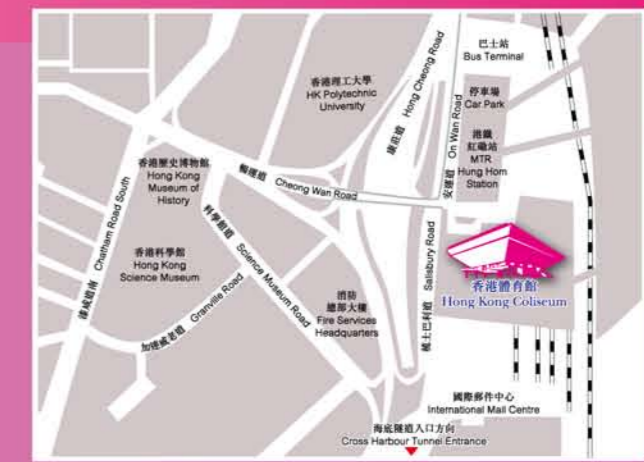 巴士站
Bus Terminal
香港理工大學
HK Polytechnic
University
康莊道 Hong Cheong Road
停車場
Car Park
安運道 On Wan Road
港鐵
紅磡站
MTR
Hung Hom
Station
香港歷史博物館
Hong Kong
Museum of
History
暢運道 Cheong Wan Road
漆咸道南 Chatham Road South
科學館道 Science Museum Road
香港科學館
Hong Kong
Science Museum
加連威老道 Granville Road
消防
總部大樓
Fire Services
Headquarters
梳士巴利道 Salisbury Road
香港體育館
Hong Kong Coliseum
國際郵件中心
International Mail Centre
海底隧道入口方向
Cross Harbour Tunnel Entrance